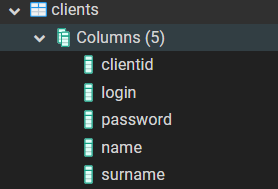 clients
Columns (5)
clientid
login
password
name
surname